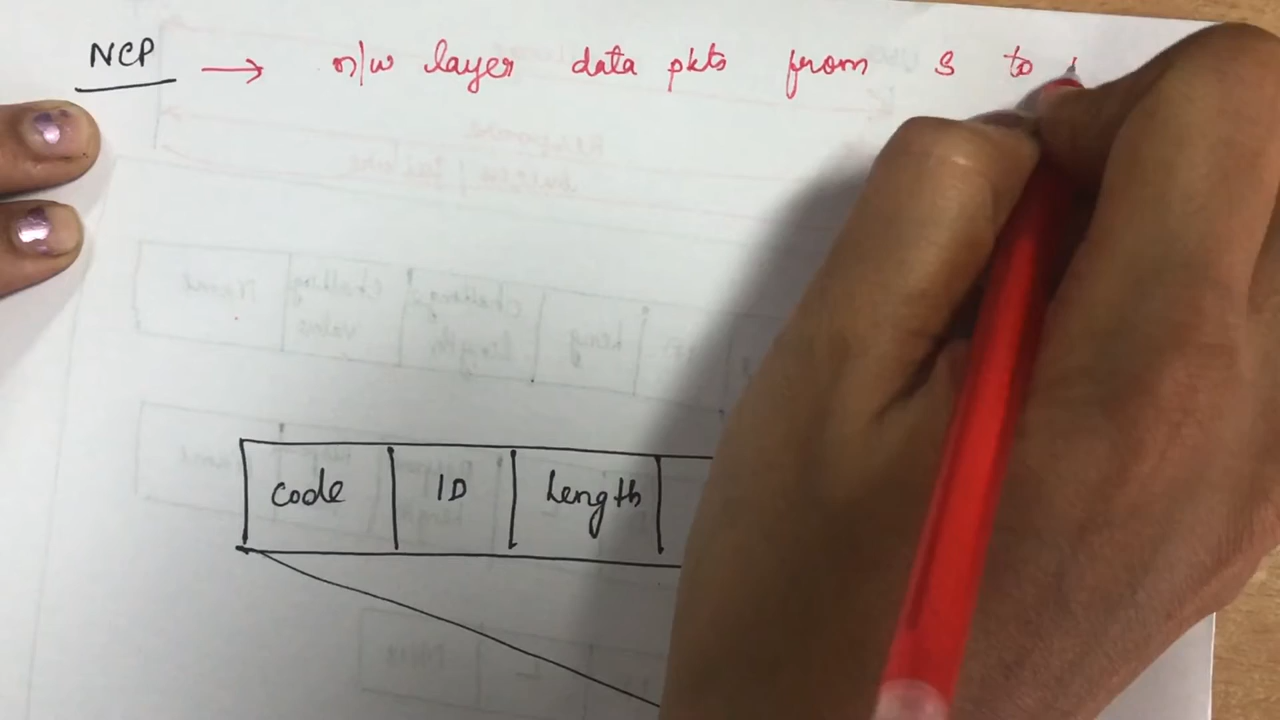 NCP → n/w layer data pkts from S to
code ID Length